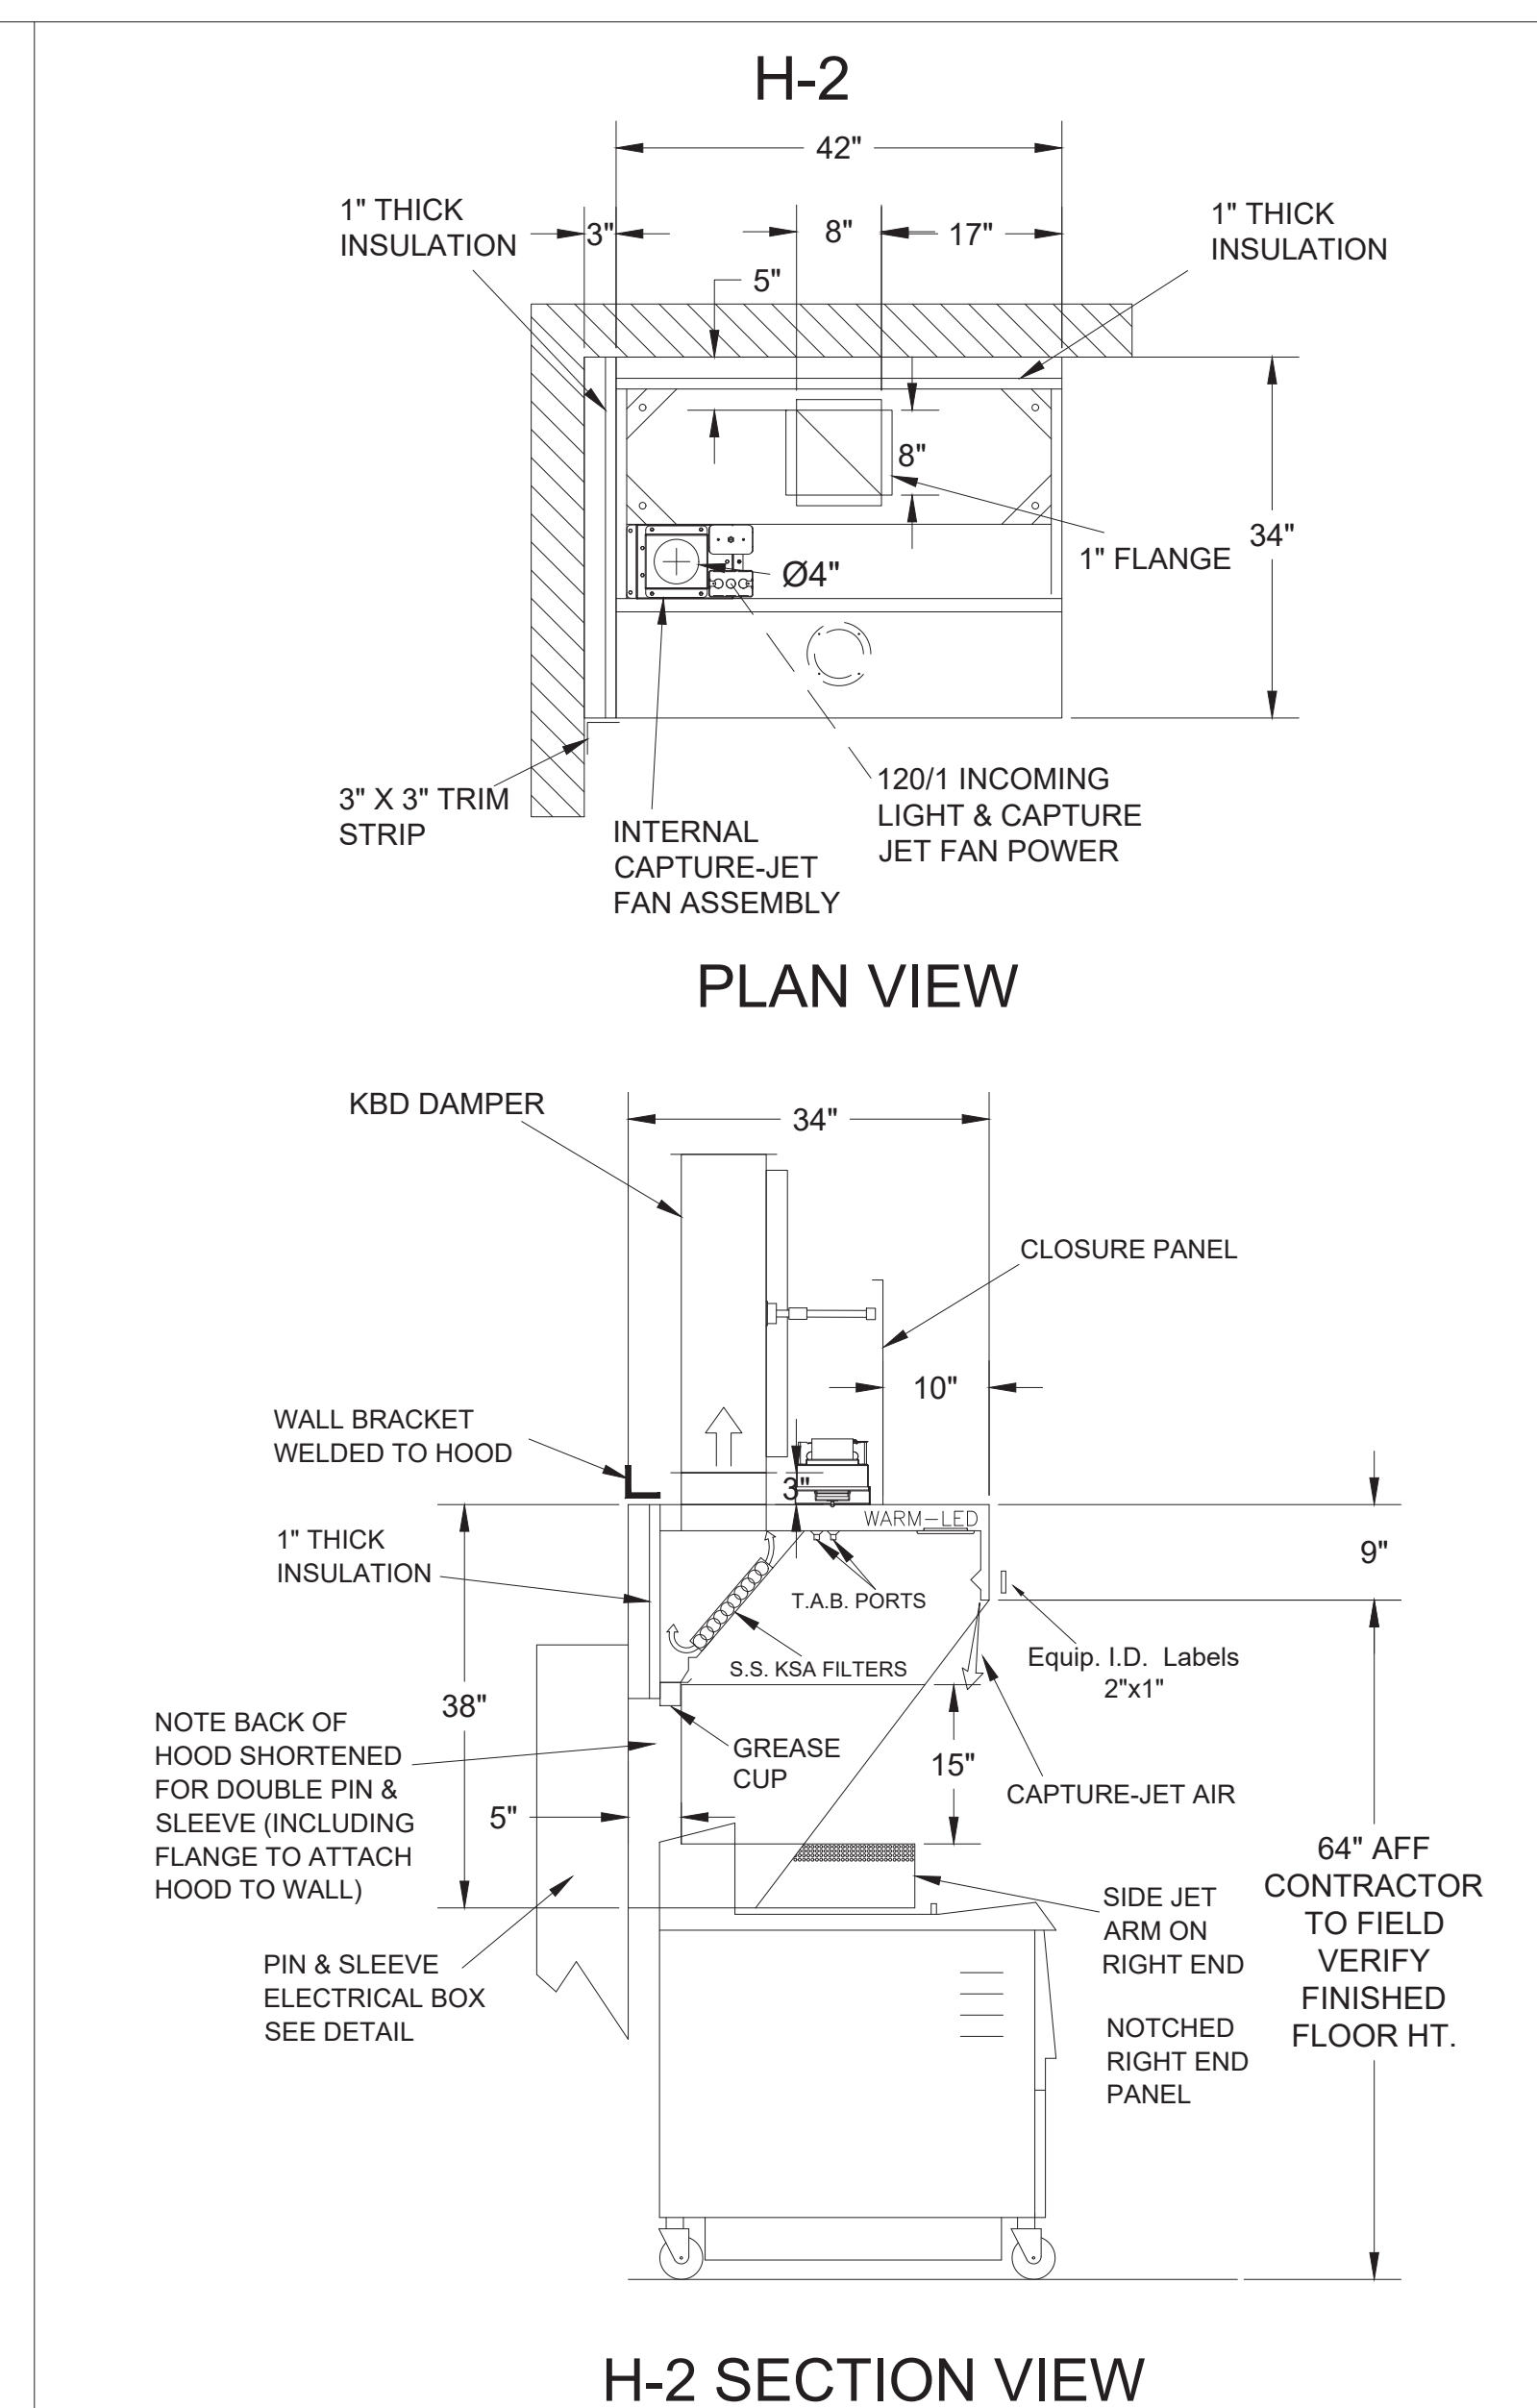 H-2
42"
1" THICK
INSULATION
3"
8"
17"
1" THICK
INSULATION
5"
8"
34"
1" FLANGE
Ø4"
3" X 3" TRIM
STRIP
INTERNAL
CAPTURE-JET
FAN ASSEMBLY
120/1 INCOMING
LIGHT & CAPTURE
JET FAN POWER
PLAN VIEW
KBD DAMPER
34"
CLOSURE PANEL
10"
WALL BRACKET
WELDED TO HOOD
3"
WARM-LED
1" THICK
INSULATION
9"
T.A.B. PORTS
S.S. KSA FILTERS
Equip. I.D. Labels
2"x1"
38"
NOTE BACK OF
HOOD SHORTENED
FOR DOUBLE PIN &
SLEEVE (INCLUDING
FLANGE TO ATTACH
HOOD TO WALL)
GREASE
CUP
15"
CAPTURE-JET AIR
5"
64" AFF
CONTRACTOR
TO FIELD
VERIFY
FINISHED
FLOOR HT.
SIDE JET
ARM ON
RIGHT END
PIN & SLEEVE
ELECTRICAL BOX
SEE DETAIL
NOTCHED
RIGHT END
PANEL
H-2 SECTION VIEW